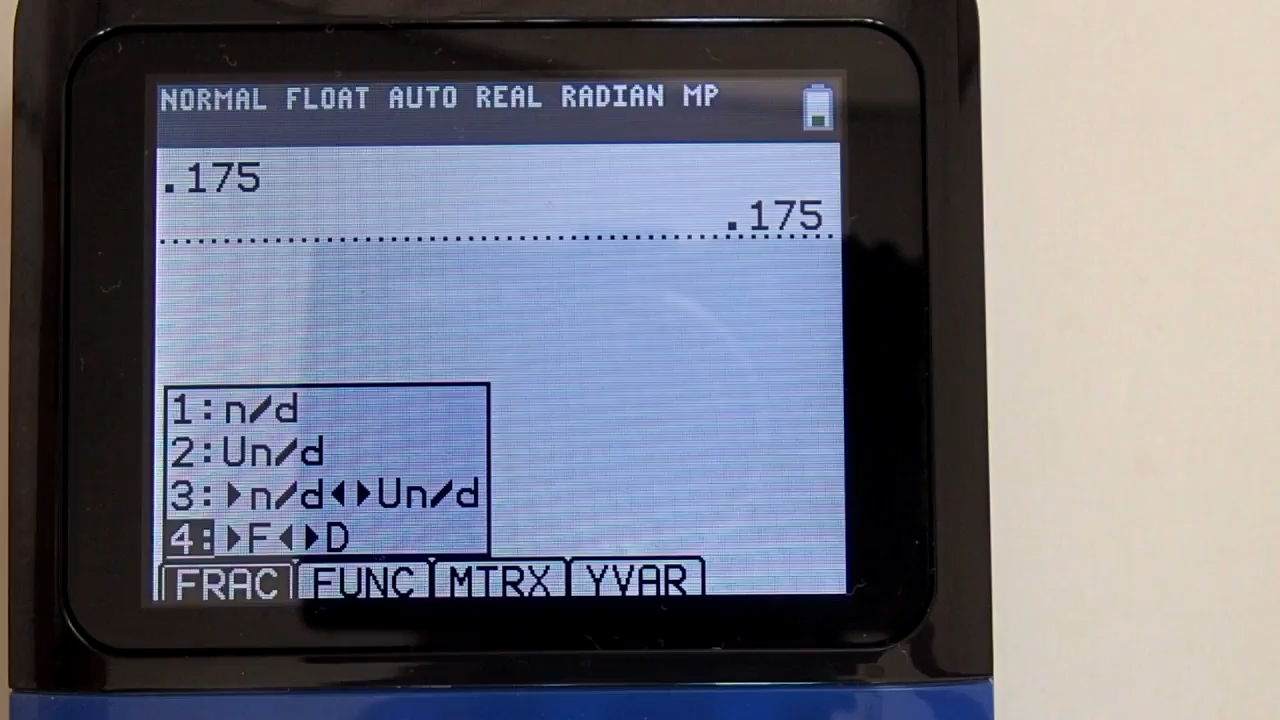 NORMAL FLOAT AUTO REAL RADIAN MP
.175
.175
1:n/d
2:Un/d
3:▶n/d◀▶Un/d
4:▶F◀▶D
FRAC FUNC MTRX YVAR